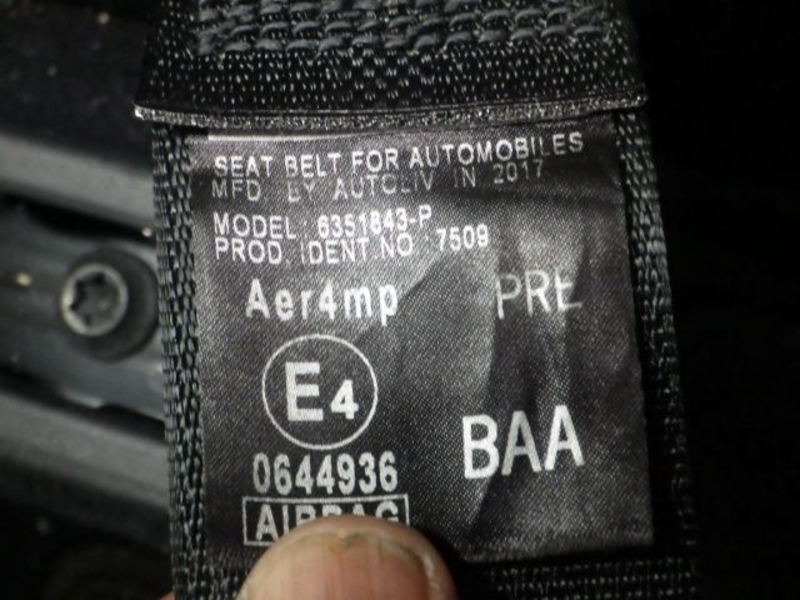 SEAT BELT FOR AUTOMOBILES
MFD BY AUTOLIV IN 2017
MODEL: 6351843-P
PROD. IDENT.NO :7509
Aer4mp PRE
E4
BAA
0644936
AIRBAG